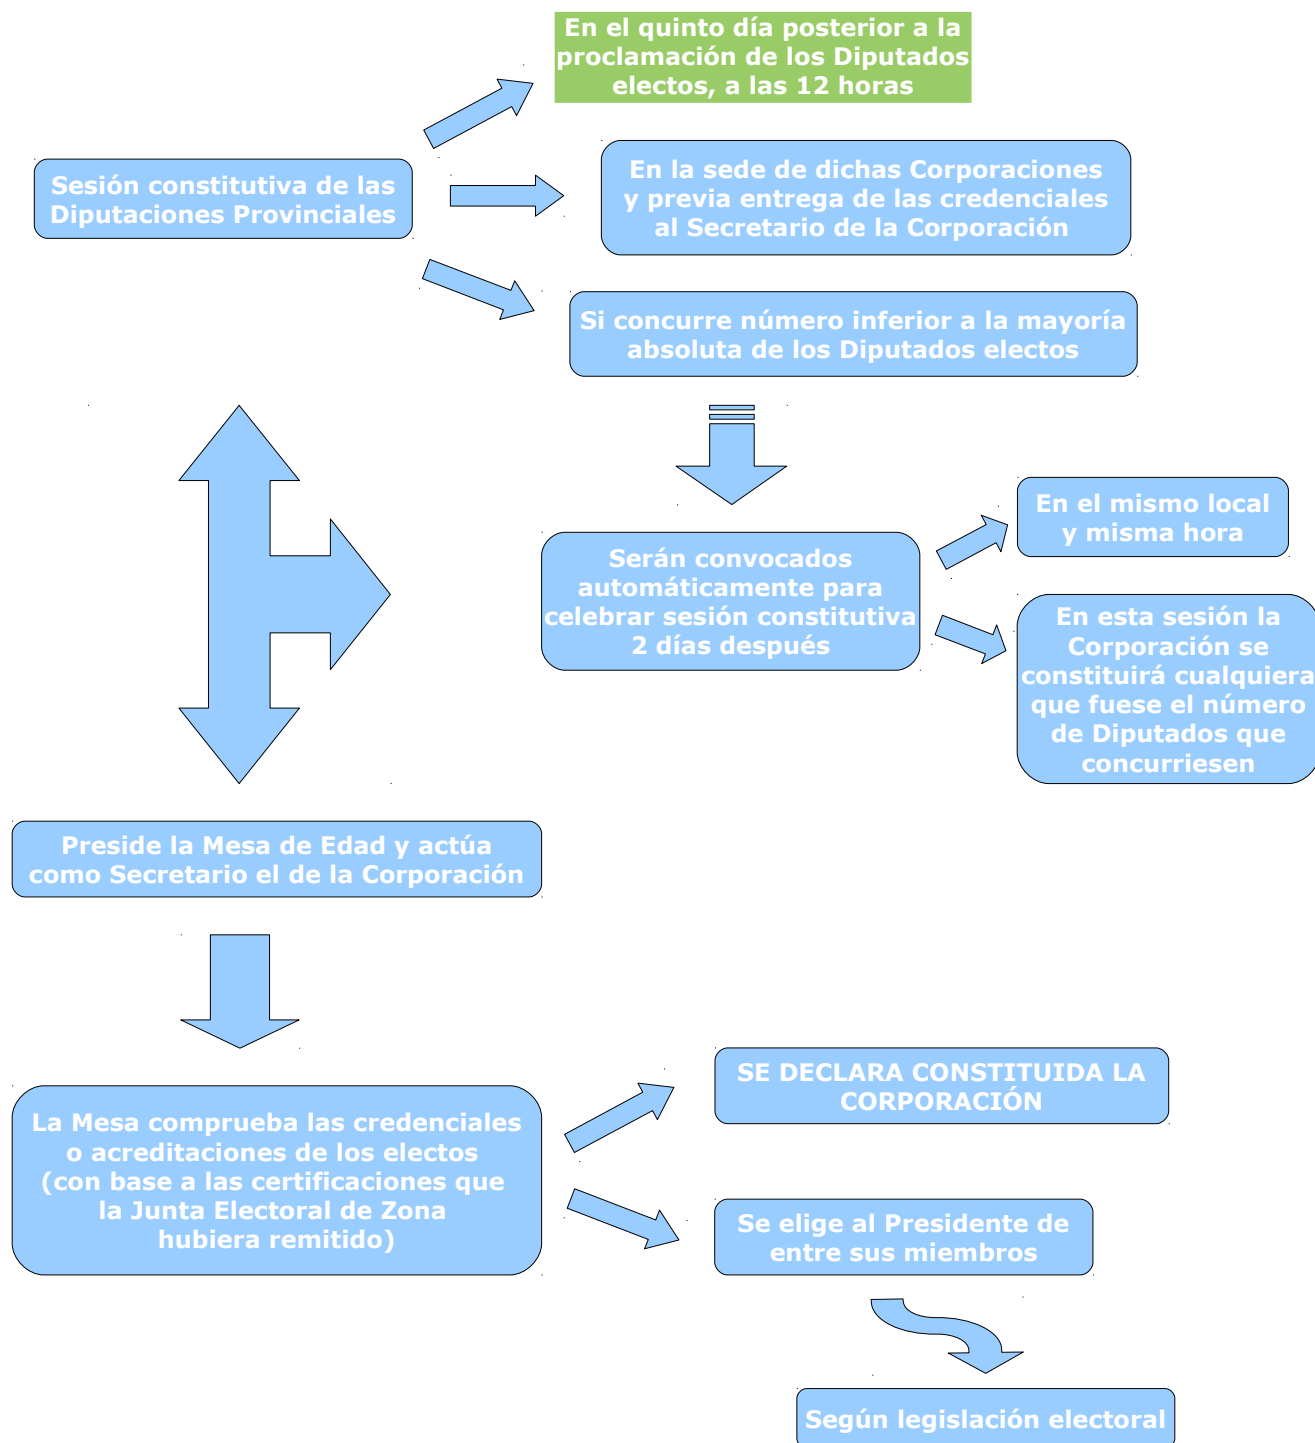 En el quinto día posterior a la
proclamación de los Diputados
electos, a las 12 horas
Sesión constitutiva de las
Diputaciones Provinciales
En la sede de dichas Corporaciones
y previa entrega de las credenciales
al Secretario de la Corporación
Si concurre número inferior a la mayoría
absoluta de los Diputados electos
Serán convocados
automáticamente para
celebrar sesión constitutiva
2 días después
En el mismo local
y misma hora
En esta sesión la
Corporación se
constituirá cualquiera
que fuese el número
de Diputados que
concurriesen
Preside la Mesa de Edad y actúa
como Secretario el de la Corporación
La Mesa comprueba las credenciales
o acreditaciones de los electos
(con base a las certificaciones que
la Junta Electoral de Zona
hubiera remitido)
SE DECLARA CONSTITUIDA LA
CORPORACIÓN
Se elige al Presidente de
entre sus miembros
Según legislación electoral